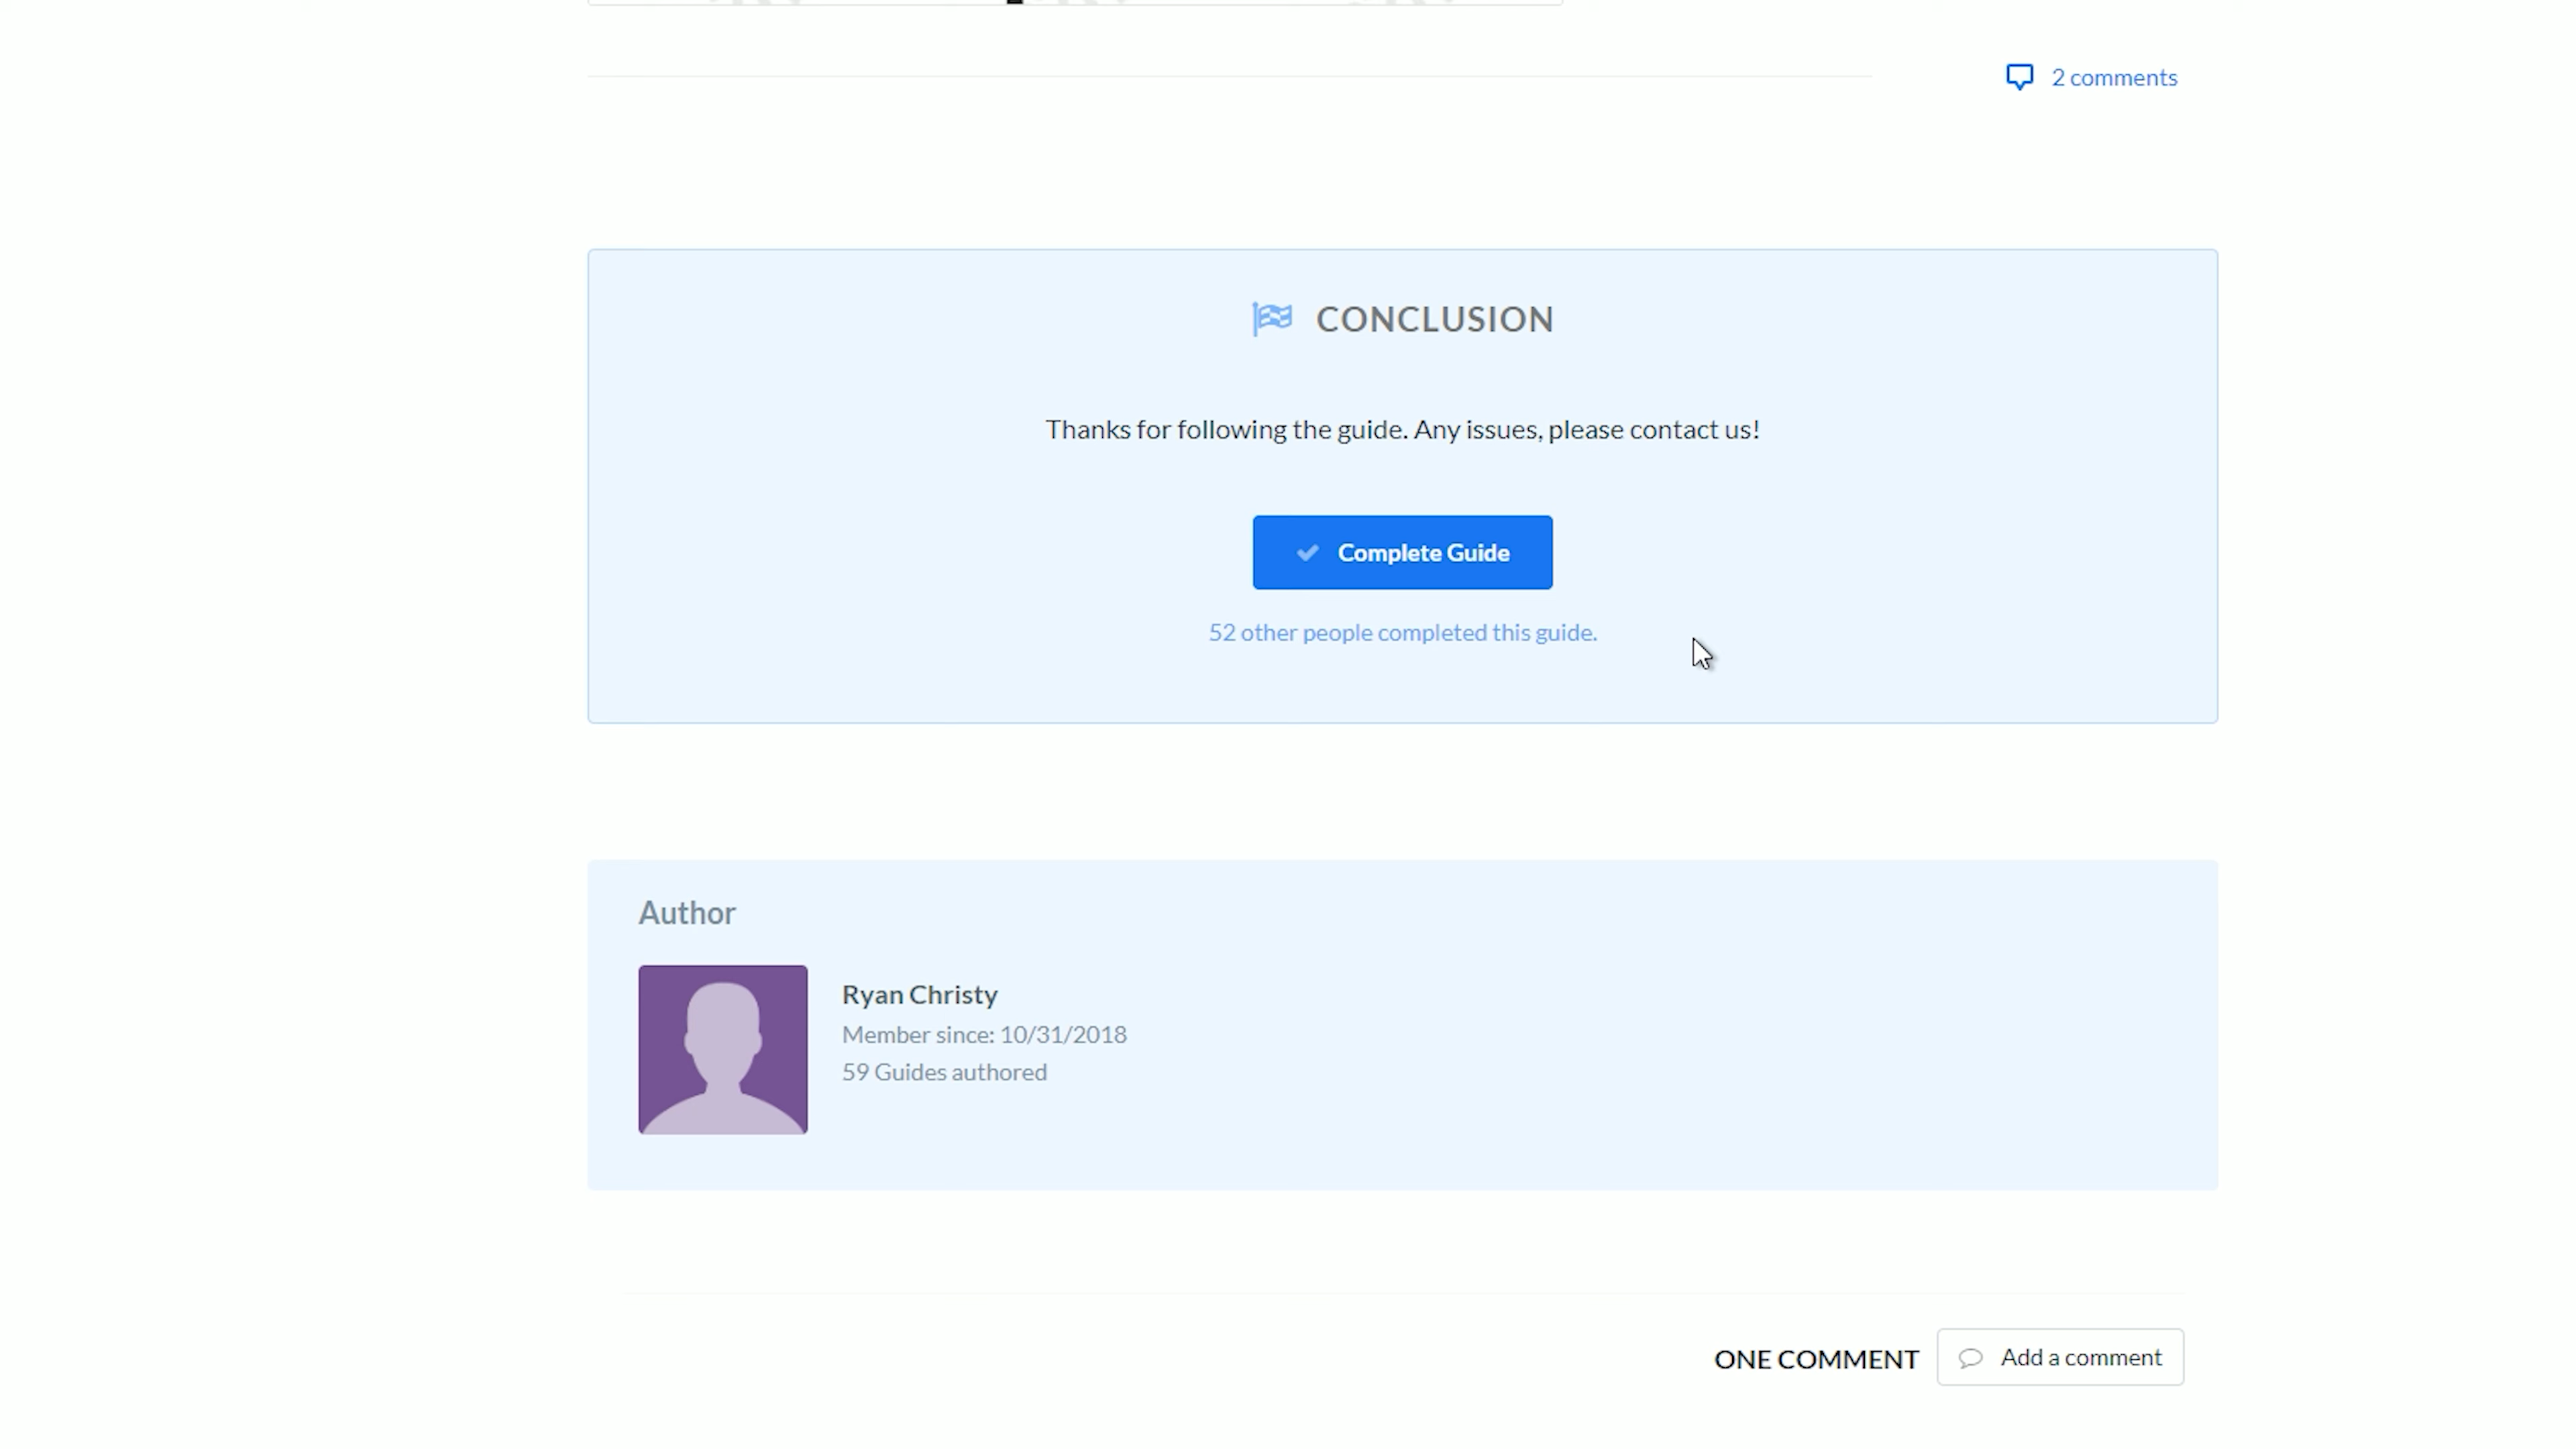 2 comments
CONCLUSION
Thanks for following the guide. Any issues, please contact us!
Complete Guide
52 other people completed this guide.
Author
Ryan Christy
Member since: 10/31/2018
59 Guides authored
ONE COMMENT
Add a comment